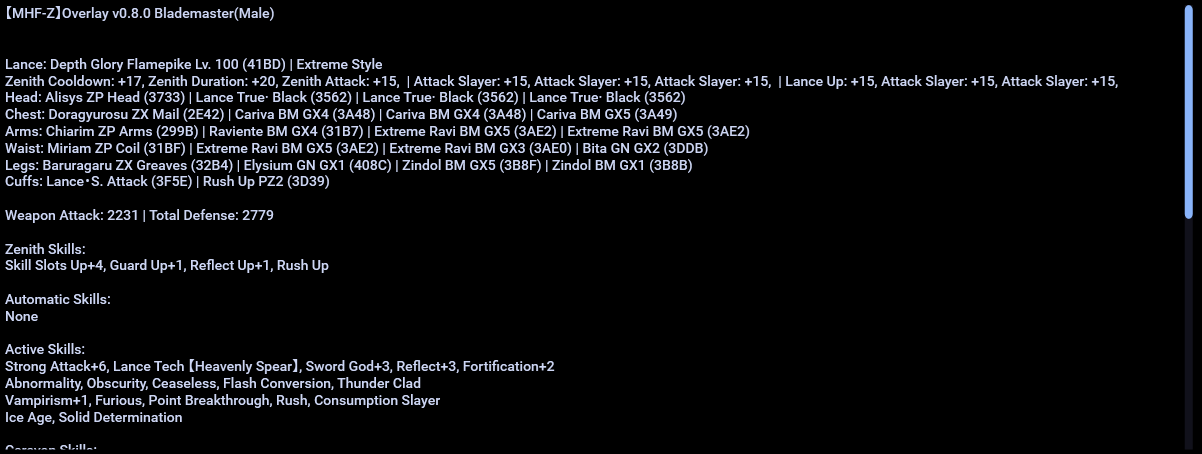 【MHF-Z】Overlay v0.8.0 Blademaster(Male)
Lance: Depth Glory Flamepike Lv. 100 (41BD) | Extreme Style
Zenith Cooldown: +17, Zenith Duration: +20, Zenith Attack: +15,  | Attack Slayer: +15, Attack Slayer: +15, Attack Slayer: +15,  | Lance Up: +15, Attack Slayer: +15, Attack Slayer: +15,
Head: Alisys ZP Head (3733) | Lance True· Black (3562) | Lance True· Black (3562) | Lance True· Black (3562)
Chest: Doragyurosu ZX Mail (2E42) | Cariva BM GX4 (3A48) | Cariva BM GX4 (3A48) | Cariva BM GX5 (3A49)
Arms: Chiarim ZP Arms (299B) | Raviente BM GX4 (31B7) | Extreme Ravi BM GX5 (3AE2) | Extreme Ravi BM GX5 (3AE2)
Waist: Miriam ZP Coil (31BF) | Extreme Ravi BM GX5 (3AE2) | Extreme Ravi BM GX3 (3AE0) | Bita GN GX2 (3DDB)
Legs: Baruragaru ZX Greaves (32B4) | Elysium GN GX1 (408C) | Zindol BM GX5 (3B8F) | Zindol BM GX1 (3B8B)
Cuffs: Lance・S. Attack (3F5E) | Rush Up PZ2 (3D39)
Weapon Attack: 2231 | Total Defense: 2779
Zenith Skills:
Skill Slots Up+4, Guard Up+1, Reflect Up+1, Rush Up
Automatic Skills:
None
Active Skills:
Strong Attack+6, Lance Tech【Heavenly Spear】, Sword God+3, Reflect+3, Fortification+2
Abnormality, Obscurity, Ceaseless, Flash Conversion, Thunder Clad
Vampirism+1, Furious, Point Breakthrough, Rush, Consumption Slayer
Ice Age, Solid Determination
Caravan Skills: